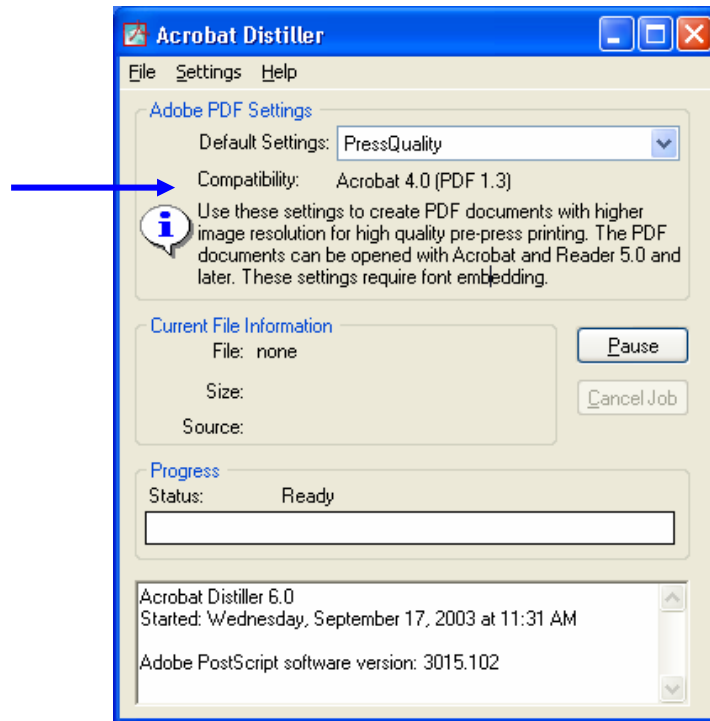 Acrobat Distiller
File Settings Help
Adobe PDF Settings
Default Settings: PressQuality
Compatibility: Acrobat 4.0 (PDF 1.3)
Use these settings to create PDF documents with higher
image resolution for high quality pre-press printing. The PDF
documents can be opened with Acrobat and Reader 5.0 and
later. These settings require font embedding.
Current File Information
File: none
Size:
Source:
Pause
Cancel Job
Progress
Status: Ready
Acrobat Distiller 6.0
Started: Wednesday, September 17, 2003 at 11:31 AM
Adobe PostScript software version: 3015.102